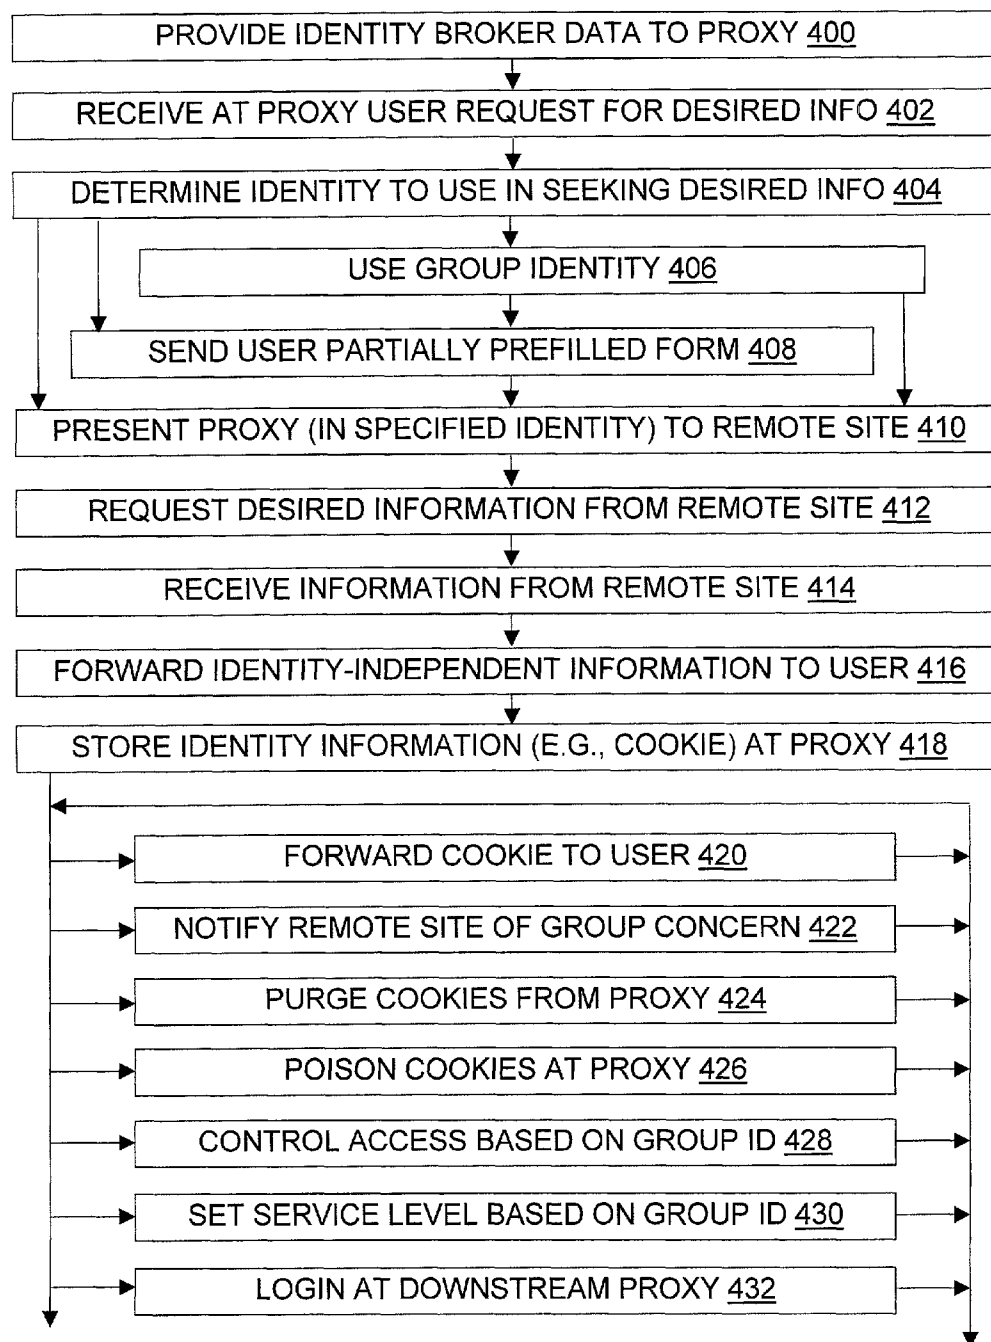 PROVIDE IDENTITY BROKER DATA TO PROXY 400
RECEIVE AT PROXY USER REQUEST FOR DESIRED INFO 402
DETERMINE IDENTITY TO USE IN SEEKING DESIRED INFO 404
USE GROUP IDENTITY 406
SEND USER PARTIALLY PREFILLED FORM 408
PRESENT PROXY (IN SPECIFIED IDENTITY) TO REMOTE SITE 410
REQUEST DESIRED INFORMATION FROM REMOTE SITE 412
RECEIVE INFORMATION FROM REMOTE SITE 414
FORWARD IDENTITY-INDEPENDENT INFORMATION TO USER 416
STORE IDENTITY INFORMATION (E.G., COOKIE) AT PROXY 418
FORWARD COOKIE TO USER 420
NOTIFY REMOTE SITE OF GROUP CONCERN 422
PURGE COOKIES FROM PROXY 424
POISON COOKIES AT PROXY 426
CONTROL ACCESS BASED ON GROUP ID 428
SET SERVICE LEVEL BASED ON GROUP ID 430
LOGIN AT DOWNSTREAM PROXY 432